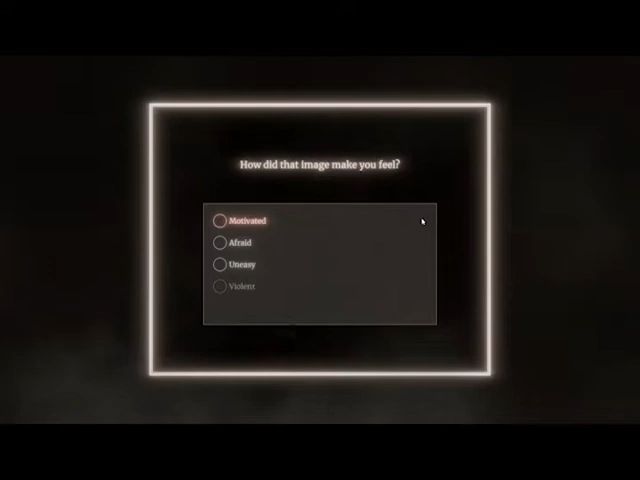 How did that image make you feel?
Motivated
Afraid
Uneasy
Violent